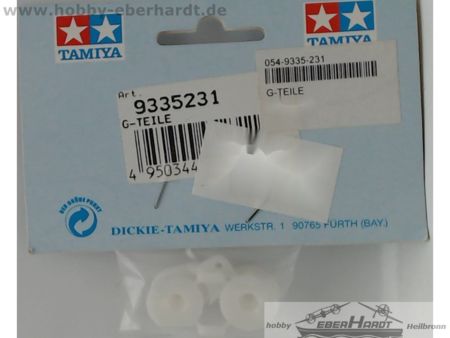 www.hobby-eberhardt.de
TAMIYA
TAMIYA
Art.
9335231
G-TEILE
4 950344
054-9335-231
G-TEILE
DER GRÜNE PUNKT
DICKIE-TAMIYA WERKSTR. 1 90765 FÜRTH (BAY.)
hobby EBERHARDT Heilbronn